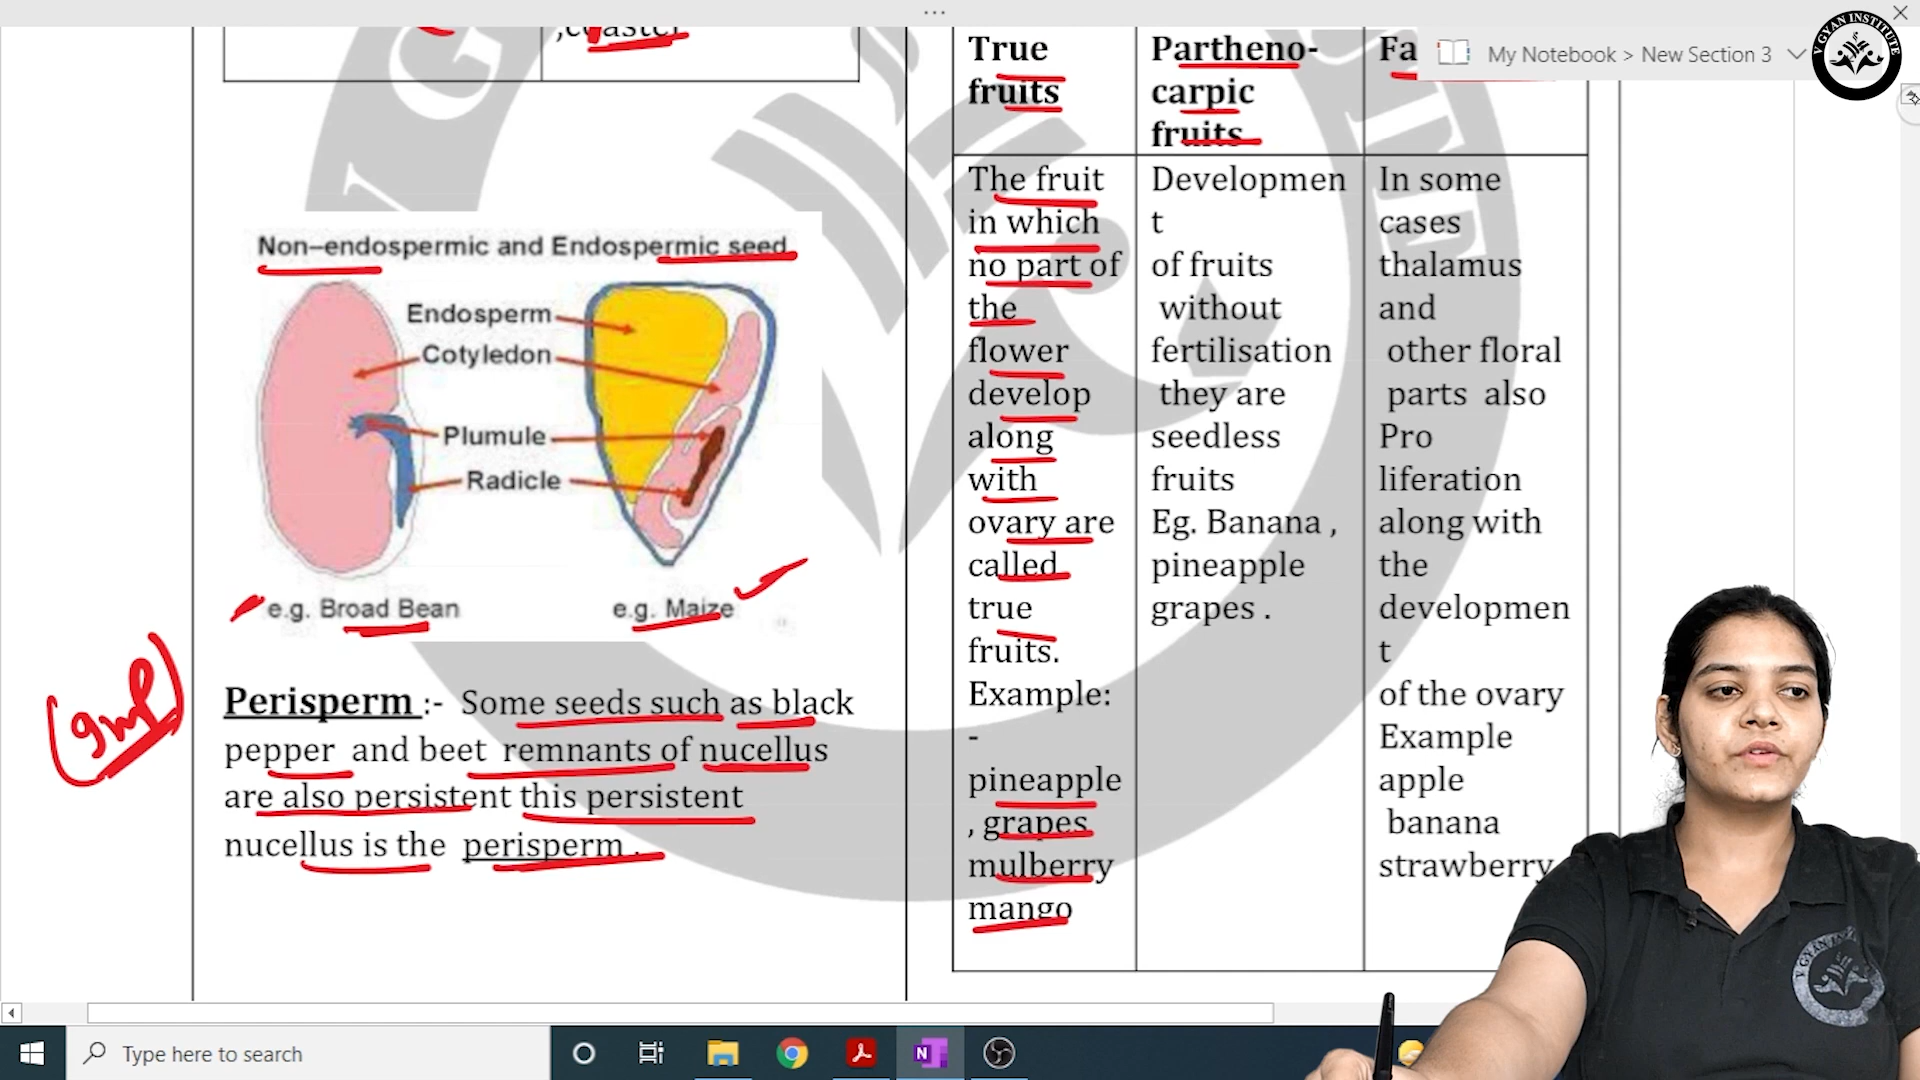 ...
My Notebook > New Section 3
V GYAN INSTITUTE
Non–endospermic and Endospermic seed
Endosperm
Cotyledon
Plumule
Radicle
e.g. Broad Bean
e.g. Maize
(Imp)
Perisperm :- Some seeds such as black
pepper and beet remnants of nucellus
are also persistent this persistent
nucellus is the perisperm .
True
fruits
The fruit
in which
no part of
the
flower
develop
along
with
ovary are
called
true
fruits.
Example:
-
pineapple
, grapes
mulberry
mango
Partheno-
carpic
fruits
Developmen
t
of fruits
without
fertilisation
they are
seedless
fruits
Eg. Banana ,
pineapple
grapes .
In some
cases
thalamus
and
other floral
parts also
Pro
liferation
along with
the
developmen
t
of the ovary
Example
apple
banana
strawberry
Type here to search